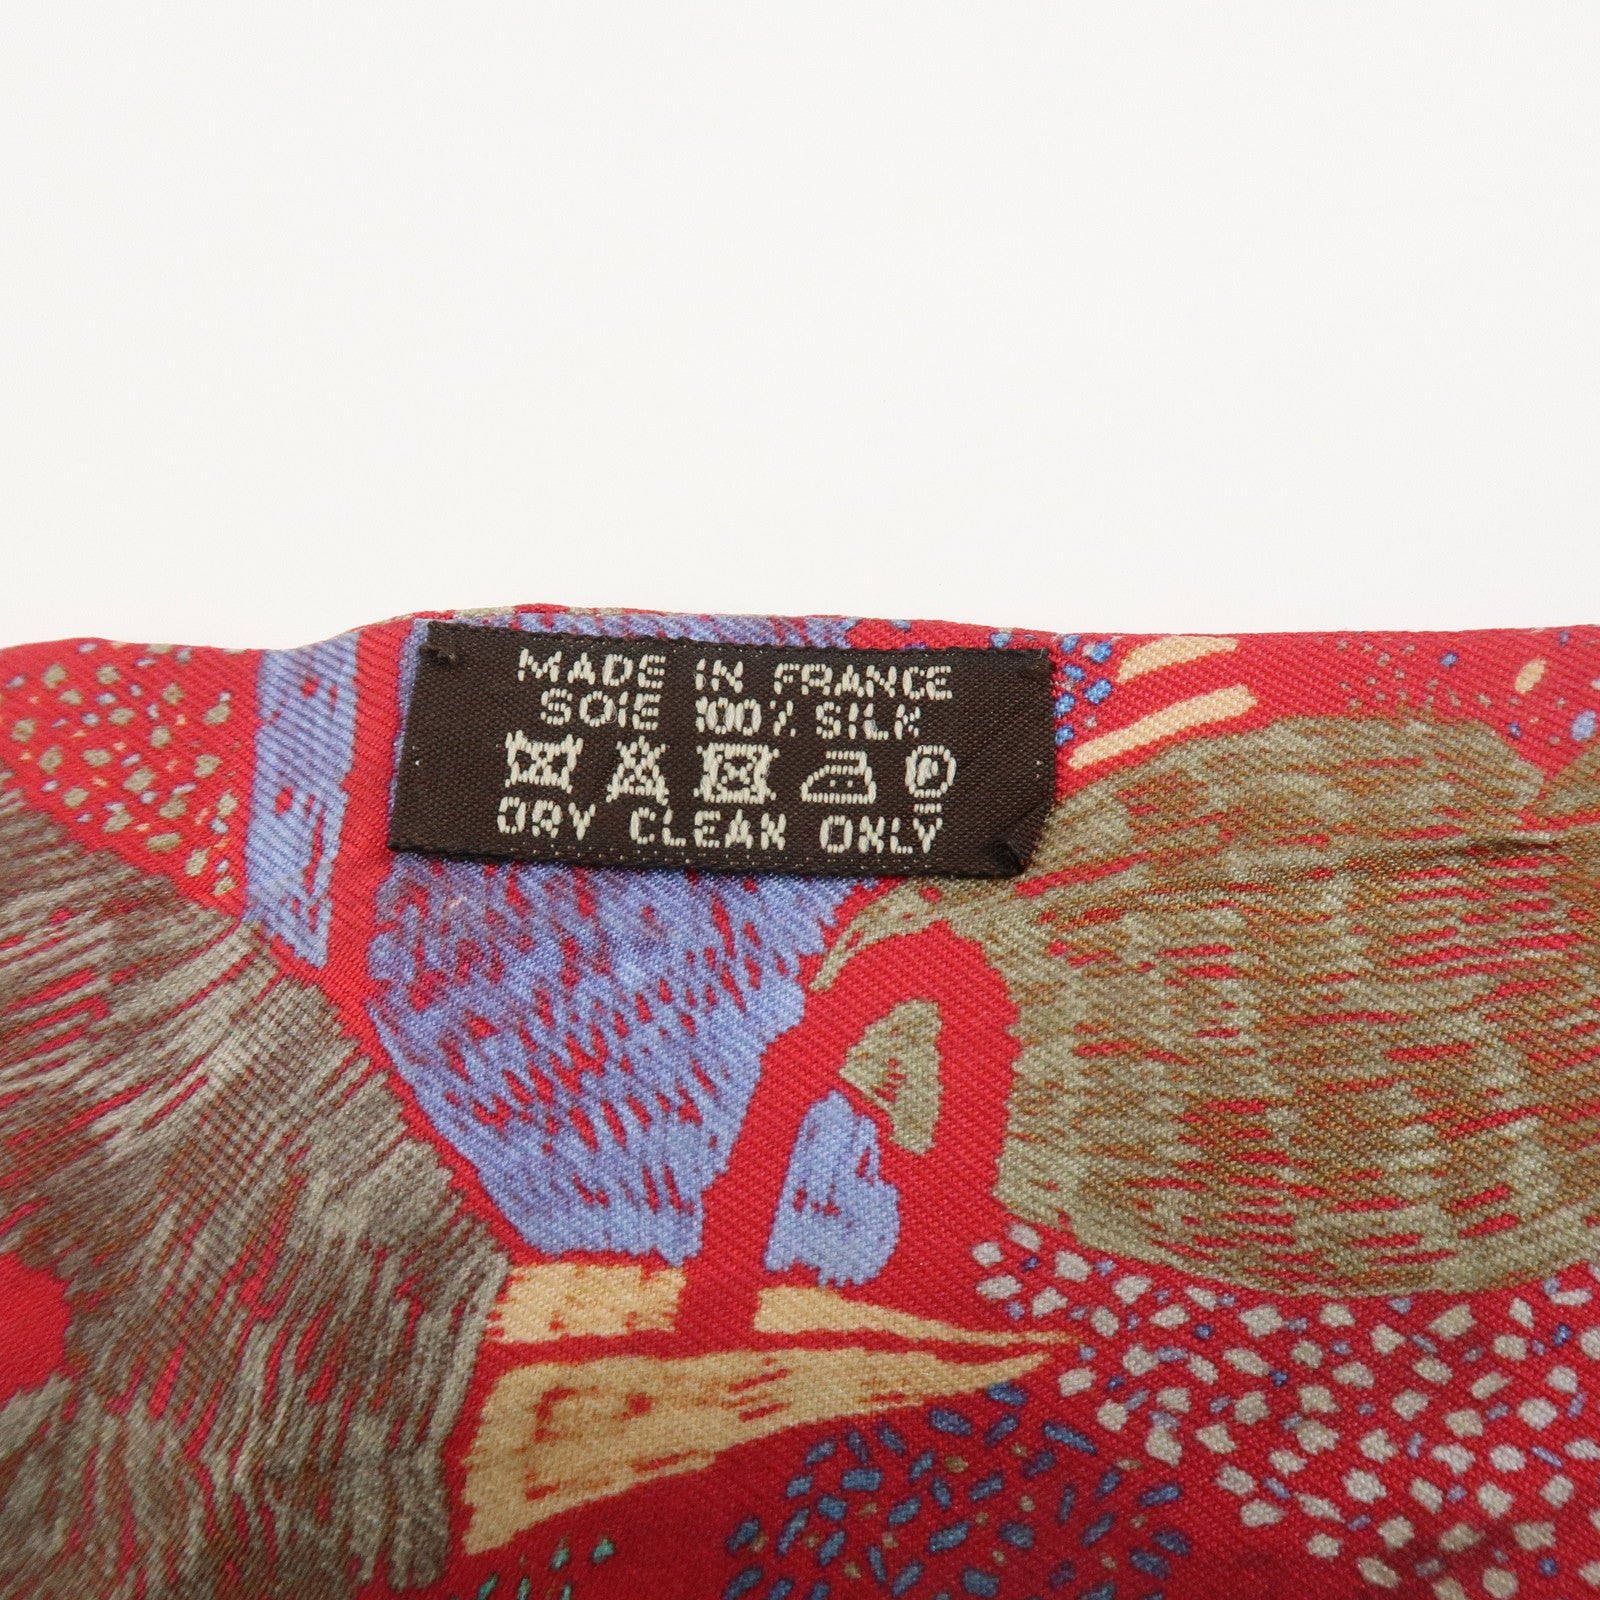 MADE IN FRANCE
SOIE 100% SILK
P
DRY CLEAN ONLY